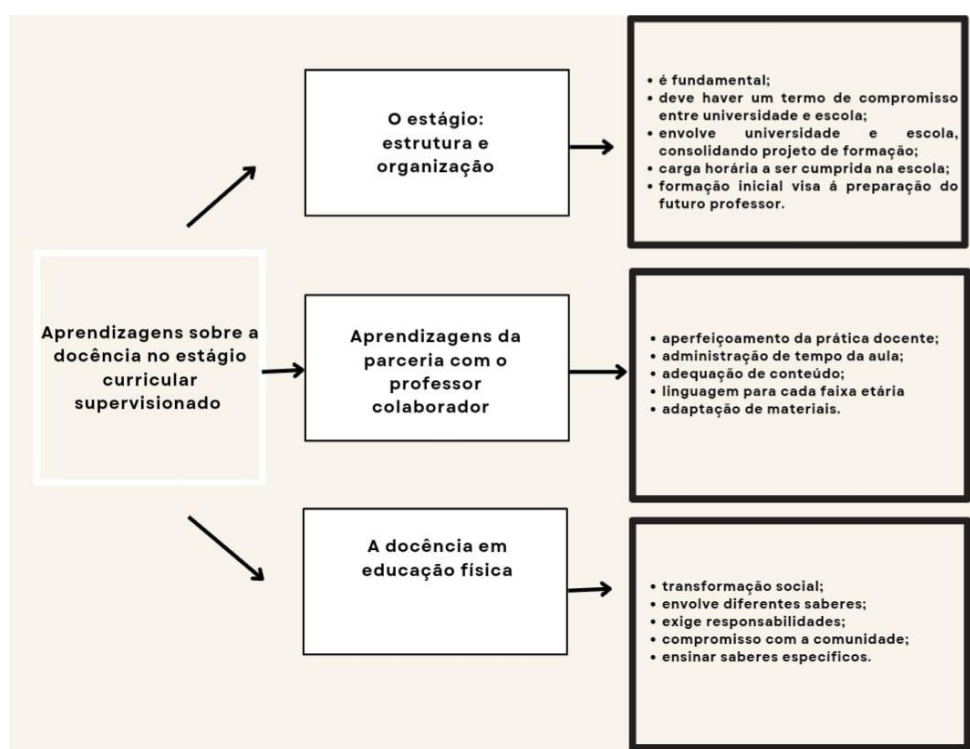 Aprendizagens sobre a
docência no estágio
curricular
supervisionado
O estágio:
estrutura e
organização
• é fundamental;
• deve haver um termo de compromisso
entre universidade e escola;
• envolve universidade e escola,
consolidando projeto de formação;
• carga horária a ser cumprida na escola;
• formação inicial visa á preparação do
futuro professor.
Aprendizagens da
parceria com o
professor
colaborador
• aperfeiçoamento da prática docente;
• administração de tempo da aula;
• adequação de conteúdo;
• linguagem para cada faixa etária
• adaptação de materiais.
A docência em
educação física
• transformação social;
• envolve diferentes saberes;
• exige responsabilidades;
• compromisso com a comunidade;
• ensinar saberes específicos.